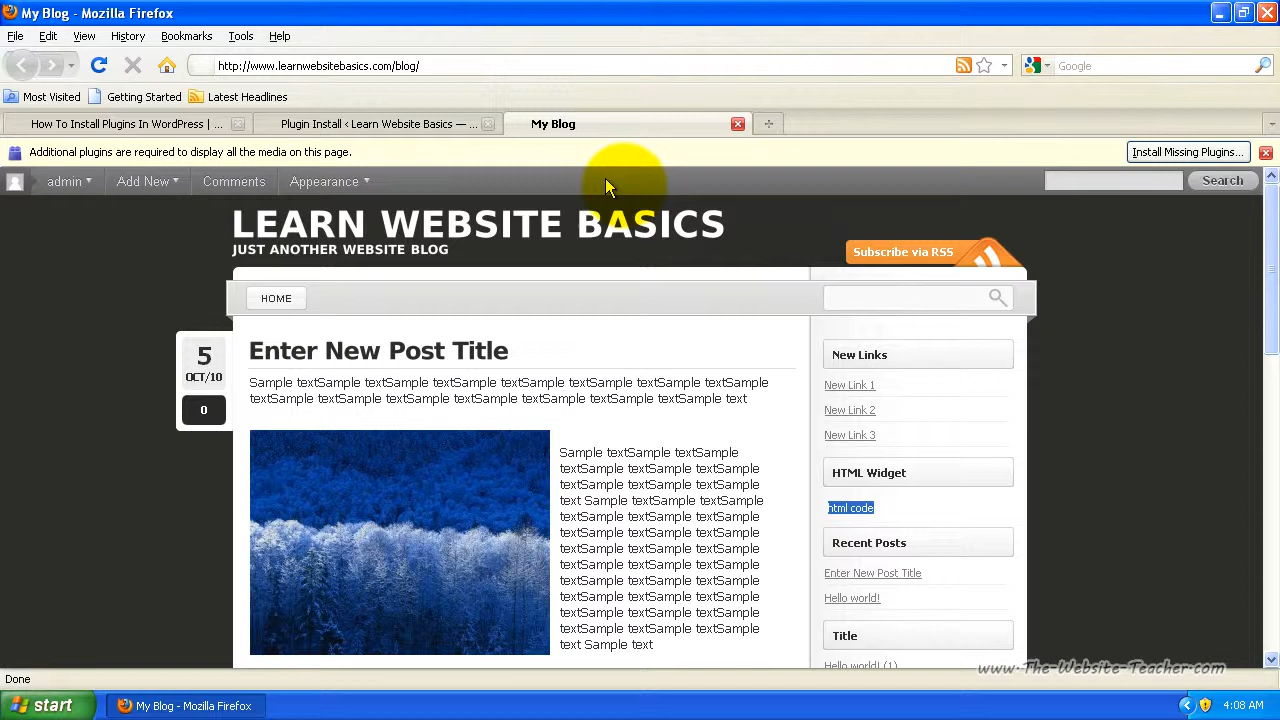 My Blog - Mozilla Firefox
File Edit View History Bookmarks Tools Help
http://www.learnwebsitebasics.com/blog/
Google
Most Visited Getting Started Latest Headlines
How To Install Plugins In WordPress | ...
Plugin Install ‹ Learn Website Basics — ...
My Blog
Additional plugins are required to display all the media on this page.
Install Missing Plugins...
admin Add New Comments Appearance
Search
LEARN WEBSITE BASICS
JUST ANOTHER WEBSITE BLOG
Subscribe via RSS
HOME
5
OCT/10
0
Enter New Post Title
Sample textSample textSample textSample textSample textSample textSample textSample
textSample textSample textSample textSample textSample textSample text
Sample textSample textSample
textSample textSample textSample
textSample textSample textSample
text Sample textSample textSample
textSample textSample textSample
textSample textSample textSample
textSample textSample textSample
textSample textSample textSample
textSample textSample textSample
textSample textSample textSample
textSample textSample textSample
textSample textSample textSample
text Sample text
New Links
New Link 1
New Link 2
New Link 3
HTML Widget
html code
Recent Posts
Enter New Post Title
Hello world!
Title
Hello world! (1)
www.The-Website-Teacher.com
Done
start
My Blog - Mozilla Firefox
4:08 AM